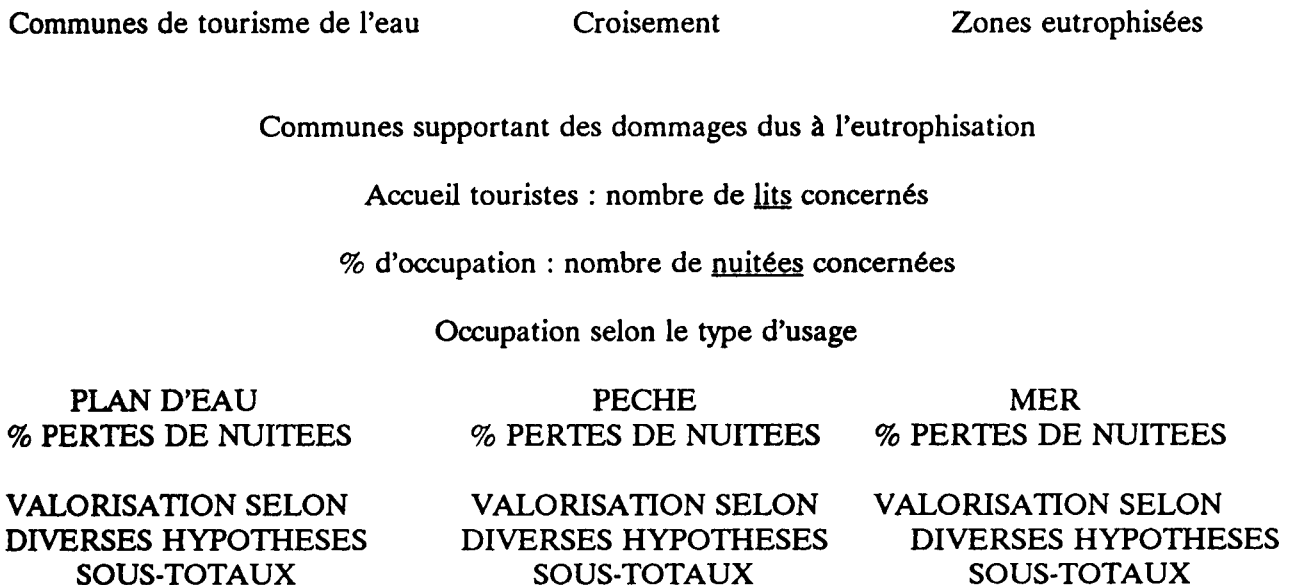 Communes de tourisme de l'eau Croisement Zones eutrophisées
Communes supportant des dommages dus à l'eutrophisation
Accueil touristes : nombre de lits concernés
% d'occupation : nombre de nuitées concernées
Occupation selon le type d'usage
PLAN D'EAU PECHE MER
% PERTES DE NUITEES % PERTES DE NUITEES % PERTES DE NUITEES
VALORISATION SELON VALORISATION SELON VALORISATION SELON
DIVERSES HYPOTHESES DIVERSES HYPOTHESES DIVERSES HYPOTHESES
SOUS-TOTAUX SOUS-TOTAUX SOUS-TOTAUX